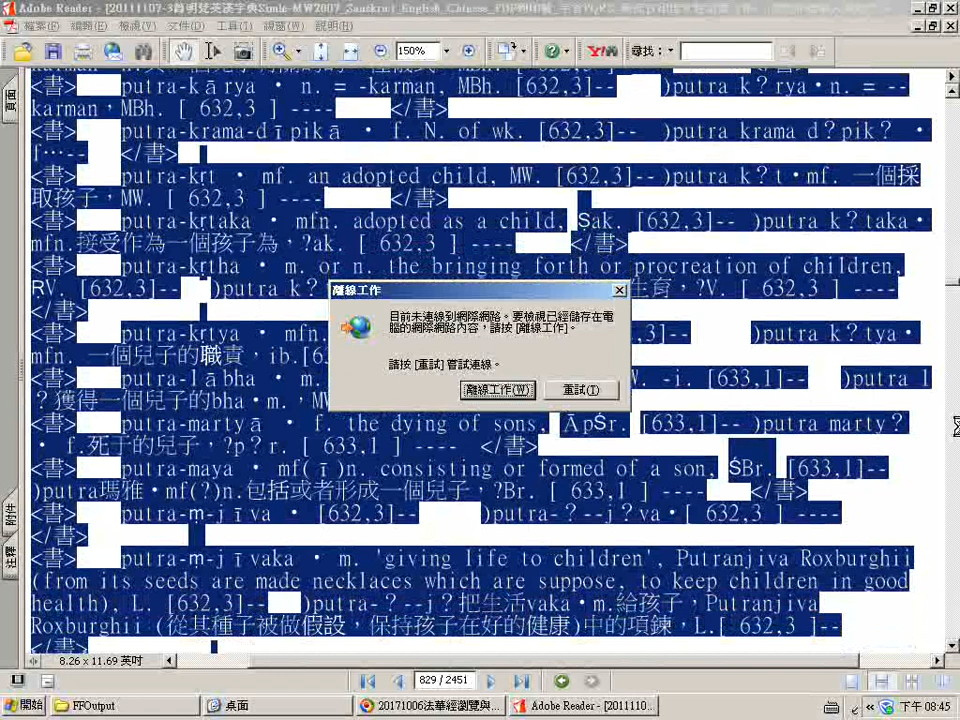 Adobe Reader - [20111107-3
檔案(F) 編輯(E) 檢視(V) 文件(D) 工具(T) 視窗(W) 說明(H)
150% 尋找:
頁面
<書> putra-kārya · n. = -karman, MBh. [632,3]-- )putra k?rya·n. = --
karman,MBh. [ 632,3 ] ---- </書>
<書> putra-krama-dīpikā · f. N. of wk. [632,3]-- )putra krama d?pik? ·
f…-- </書>
<書> putra-kṛt · mf. an adopted child, MW. [632,3]-- )putra k?t·mf. 一個採
取孩子,MW. [ 632,3 ] ---- </書>
<書> putra-kṛtaka · mfn. adopted as a child, Ṣak. [632,3]-- )putra k?taka·
mfn.接受作為一個孩子為,?ak. [ 632,3 ] ---- </書>
<書> putra-kṛtha · m. or n. the bringing forth or procreation of children,
ṚV. [632,3]-- )putra k? 生育,?V. [ 632,3 ] ----
</書>
<書> putra-kṛtya · )putra k?tya·
mfn. 一個兒子的職責,ib.[63
<書> putra-lābha · m. W. -i. [633,1]-- )putra l
?獲得一個兒子的bha·m.,MW
<書> putra-martyā · f. the dying of sons, ĀpŚr. [633,1]-- )putra marty?
· f.死于的兒子,?p?r. [ 633,1 ] ---- </書>
<書> putra-maya · mf(ī)n. consisting or formed of a son, ŚBr. [633,1]--
)putra瑪雅·mf(?)n.包括或者形成一個兒子,?Br. [ 633,1 ] ---- </書>
<書> putra-ṃ-jīva · [632,3]-- )putra-?--j?va·[ 632,3 ] ----
</書>
<書> putra-ṃ-jīvaka · m. 'giving life to children', Putranjiva Roxburghii
(from its seeds are made necklaces which are suppose, to keep children in good
health), L. [632,3]-- )putra-?--j?把生活vaka·m.給孩子,Putranjiva
Roxburghii (從其種子被做假設,保持孩子在好的健康)中的項鍊,L.[ 632,3 ]--
</書>
離線工作
目前未連線到網際網路。要檢視已經儲存在電
腦的網際網路內容,請按 [離線工作]。
請按 [重試] 嘗試連線。
離線工作(W) 重試(T)
附件
注釋
8.26 x 11.69 英吋
829 / 2451
開始 FFOutput 桌面 20171006法華經瀏覽與... Adobe Reader - [2011110... 下午 08:45